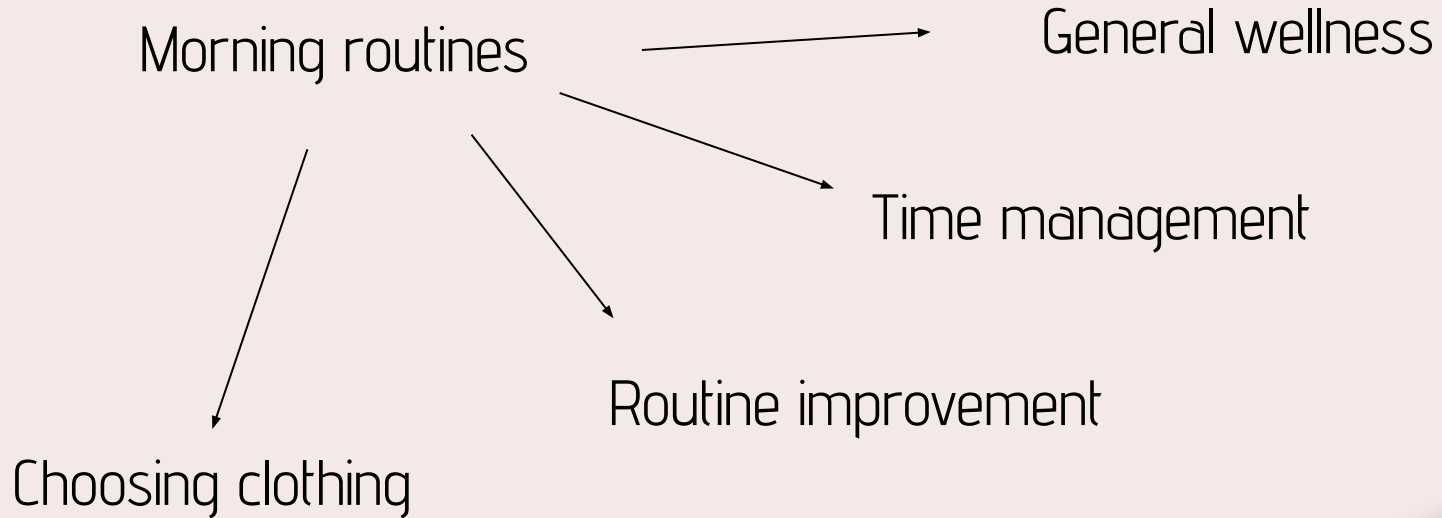 Morning routines
General wellness
Time management
Routine improvement
Choosing clothing